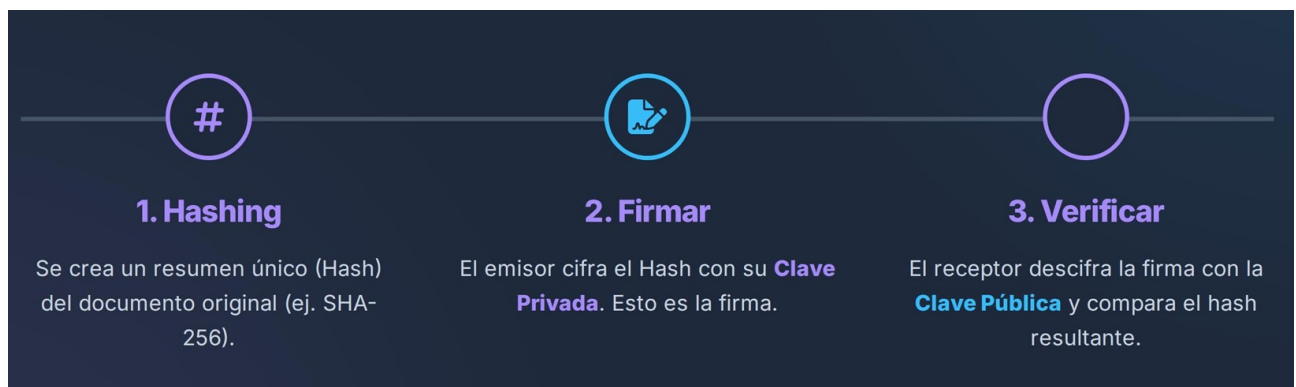 #
1. Hashing
Se crea un resumen único (Hash)
del documento original (ej. SHA-
256).
2. Firmar
El emisor cifra el Hash con su Clave
Privada. Esto es la firma.
3. Verificar
El receptor descifra la firma con la
Clave Pública y compara el hash
resultante.